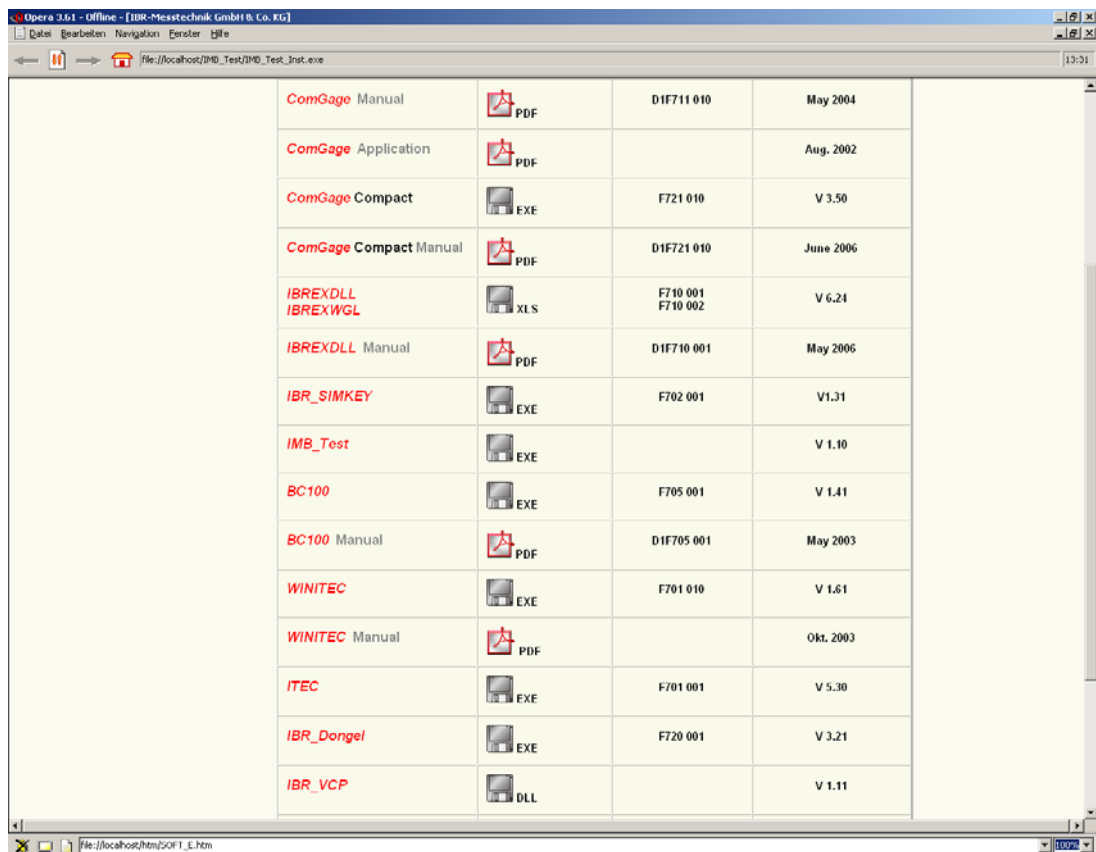 Opera 3.61 - Offline - [IBR-Messtechnik GmbH & Co. KG]
Datei Bearbeiten Navigation Fenster Hilfe
file://localhost/IMB_Test/IMB_Test_Inst.exe 13:31
ComGage Manual PDF D1F711 010 May 2004
ComGage Application PDF Aug. 2002
ComGage Compact EXE F721 010 V 3.50
ComGage Compact Manual PDF D1F721 010 June 2006
IBREXDLL F710 001
IBREXWGL XLS F710 002 V 6.24
IBREXDLL Manual PDF D1F710 001 May 2006
IBR_SIMKEY EXE F702 001 V1.31
IMB_Test EXE V 1.10
BC100 EXE F705 001 V 1.41
BC100 Manual PDF D1F705 001 May 2003
WINITEC EXE F701 010 V 1.61
WINITEC Manual PDF Okt. 2003
ITEC EXE F701 001 V 5.30
IBR_Dongel EXE F720 001 V 3.21
IBR_VCP DLL V 1.11
file://localhost/htm/SOFT_E.htm 100%